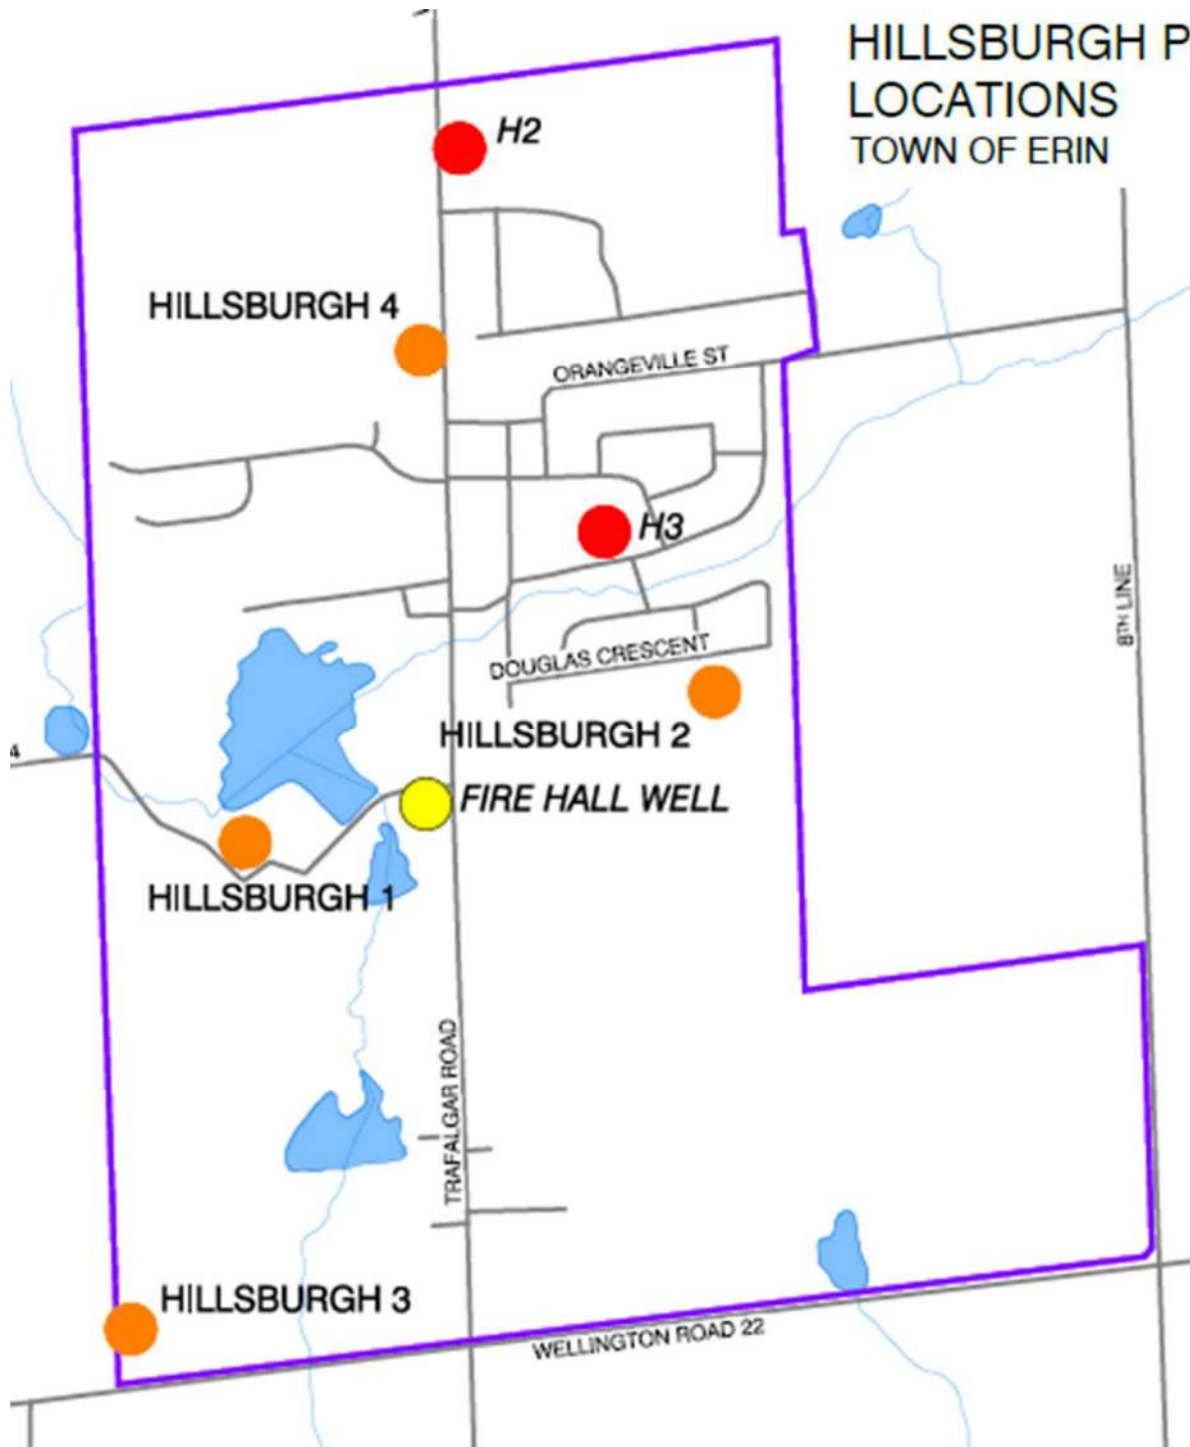 HILLSBURGH P
LOCATIONS
TOWN OF ERIN
H2
HILLSBURGH 4
ORANGEVILLE ST
H3
8TH LINE
DOUGLAS CRESCENT
HILLSBURGH 2
4
FIRE HALL WELL
HILLSBURGH 1
TRAFALGAR ROAD
HILLSBURGH 3
WELLINGTON ROAD 22